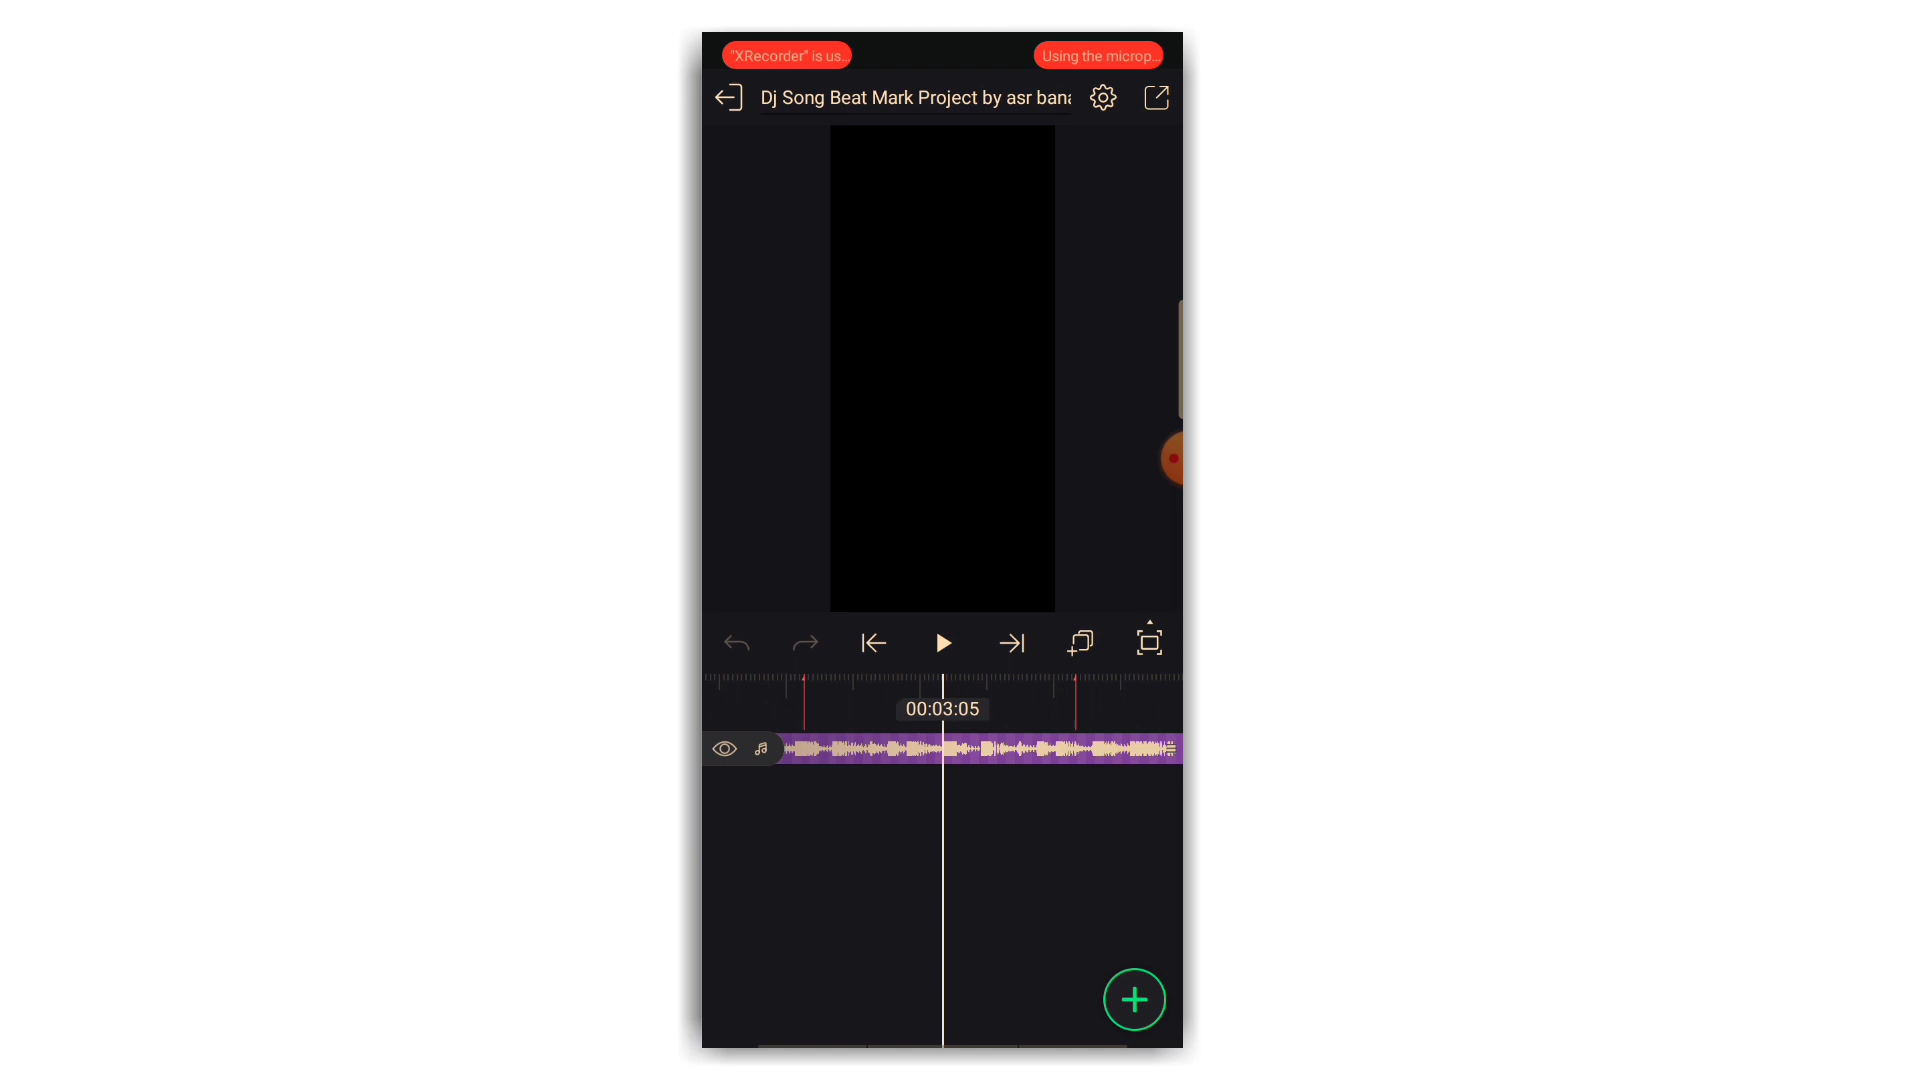 "XRecorder" is us...
Using the microp...
Dj Song Beat Mark Project by asr bana
00:03:05